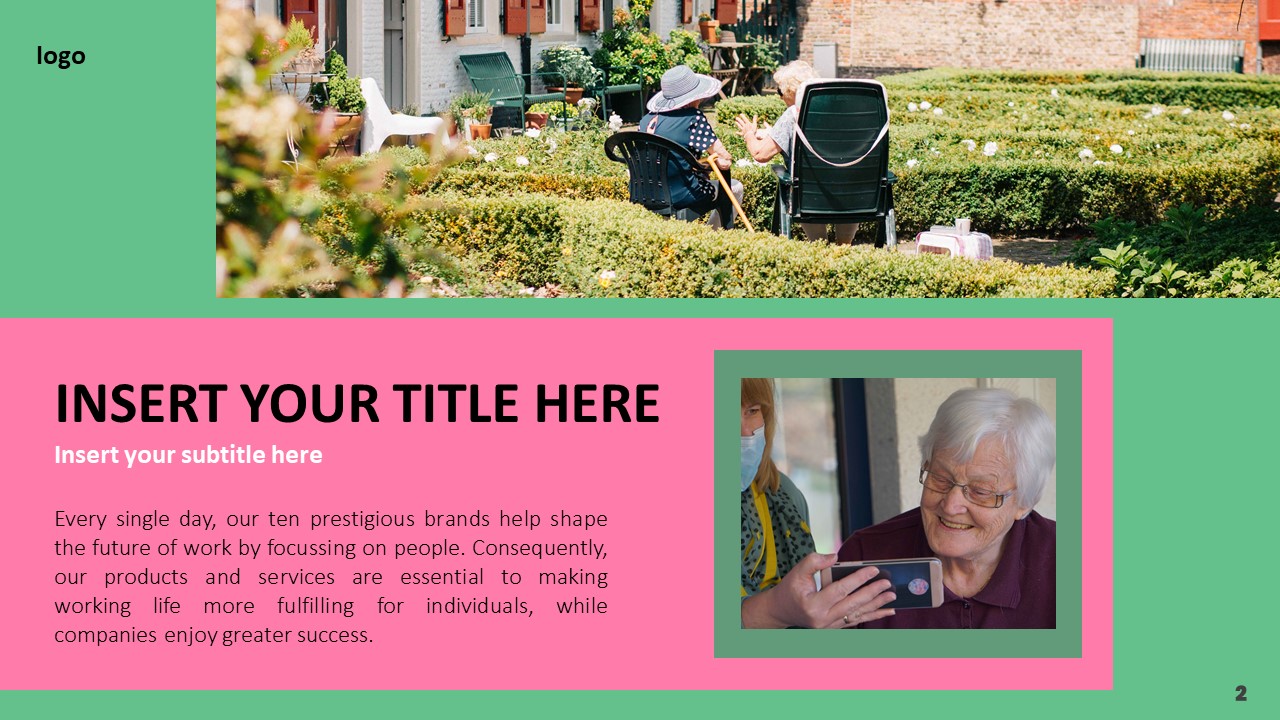 logo
INSERT YOUR TITLE HERE
Insert your subtitle here
Every single day, our ten prestigious brands help shape
the future of work by focussing on people. Consequently,
our products and services are essential to making
working life more fulfilling for individuals, while
companies enjoy greater success.
2